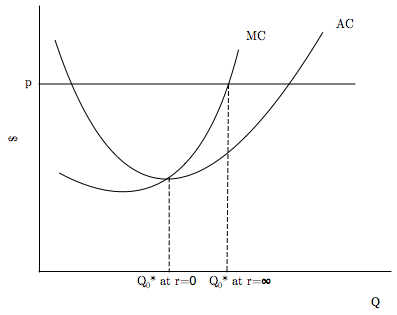 AC
MC
p
$
Q₀* at r=0 Q₀* at r=∞
Q